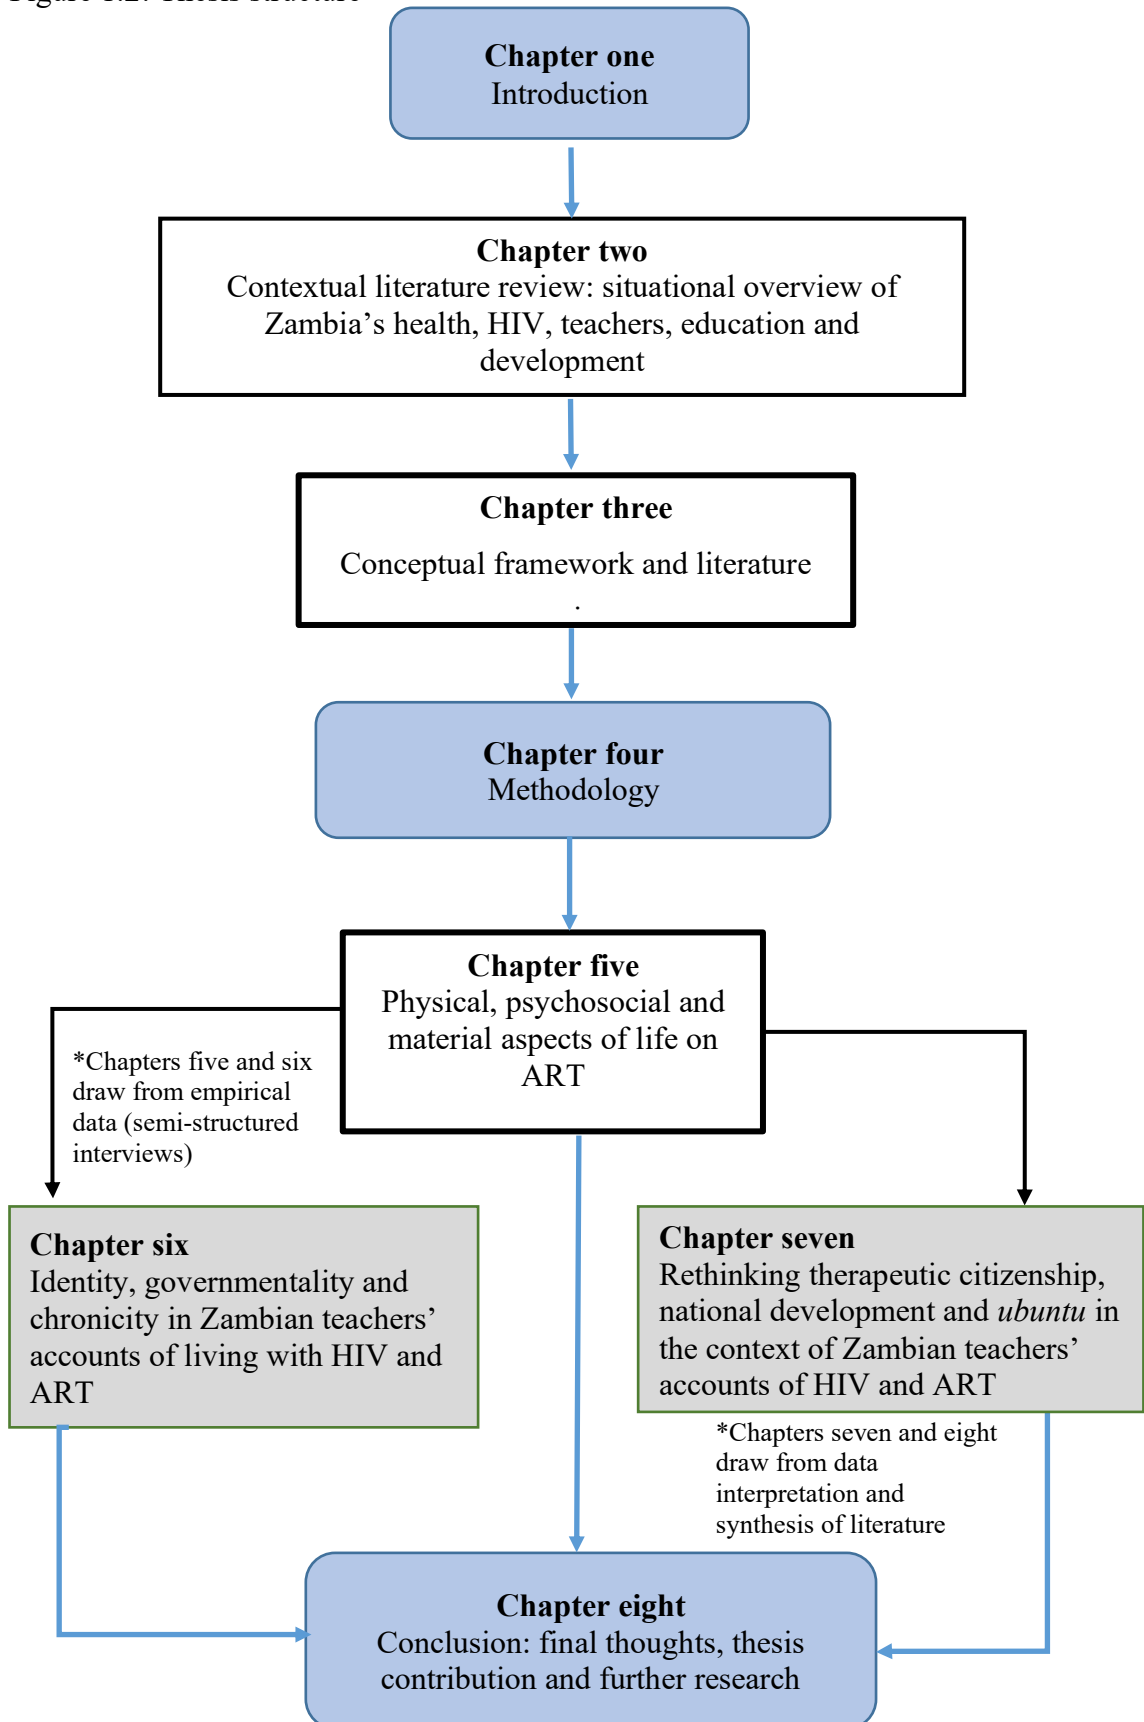 Figure 1.2: Thesis structure
Chapter one
Introduction
Chapter two
Contextual literature review: situational overview of
Zambia’s health, HIV, teachers, education and
development
Chapter three
Conceptual framework and literature
.
Chapter four
Methodology
Chapter five
Physical, psychosocial and
material aspects of life on
ART
*Chapters five and six
draw from empirical
data (semi-structured
interviews)
Chapter six
Identity, governmentality and
chronicity in Zambian teachers’
accounts of living with HIV and
ART
Chapter seven
Rethinking therapeutic citizenship,
national development and ubuntu in
the context of Zambian teachers’
accounts of HIV and ART
*Chapters seven and eight
draw from data
interpretation and
synthesis of literature
Chapter eight
Conclusion: final thoughts, thesis
contribution and further research